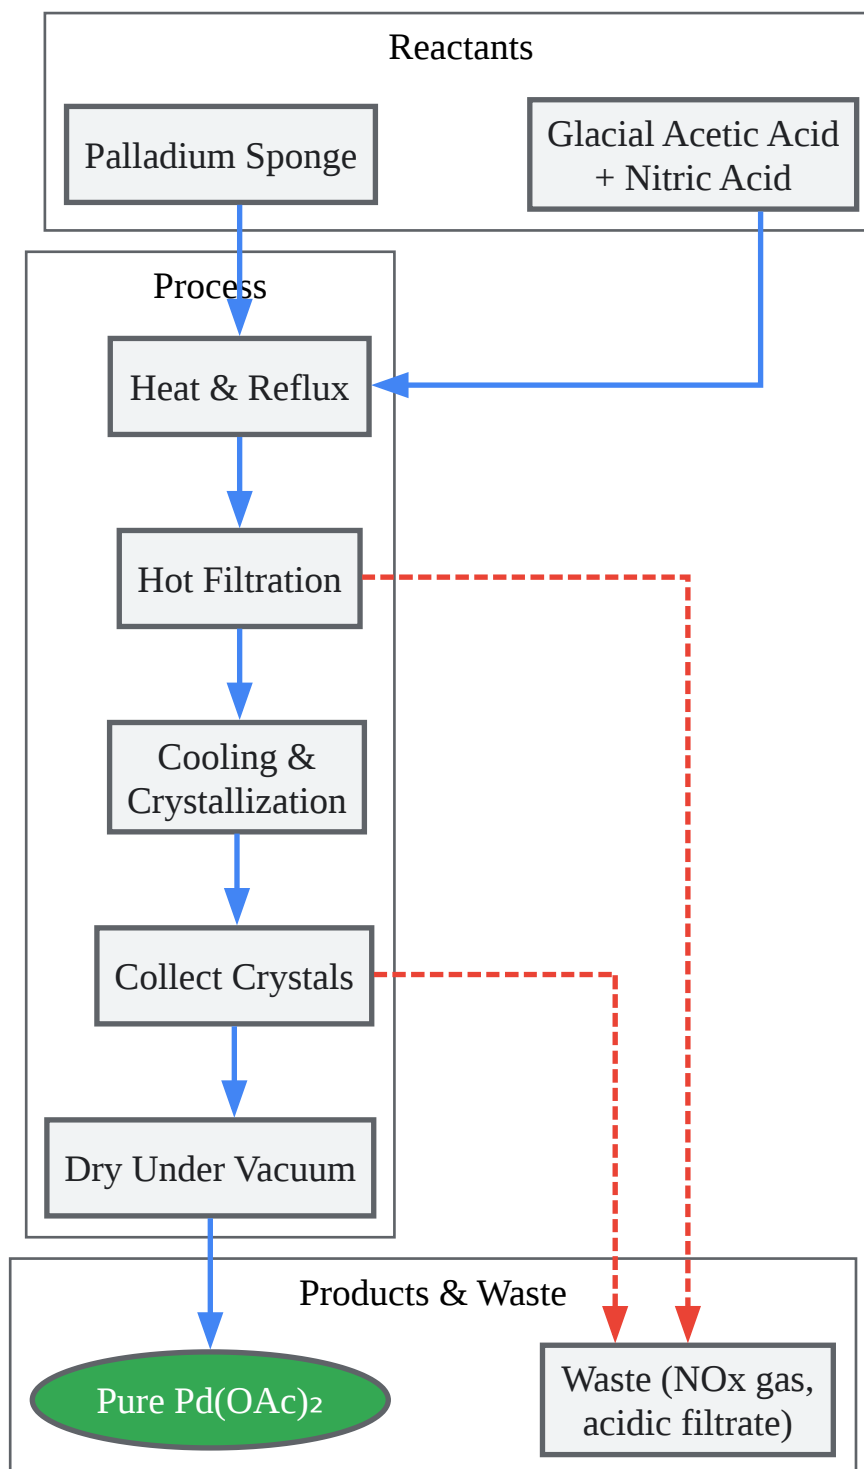 Reactants
Palladium Sponge
Glacial Acetic Acid
+ Nitric Acid
Process
Heat & Reflux
Hot Filtration
Cooling &
Crystallization
Collect Crystals
Dry Under Vacuum
Products & Waste
Pure Pd(OAc)₂
Waste (NOx gas,
acidic filtrate)